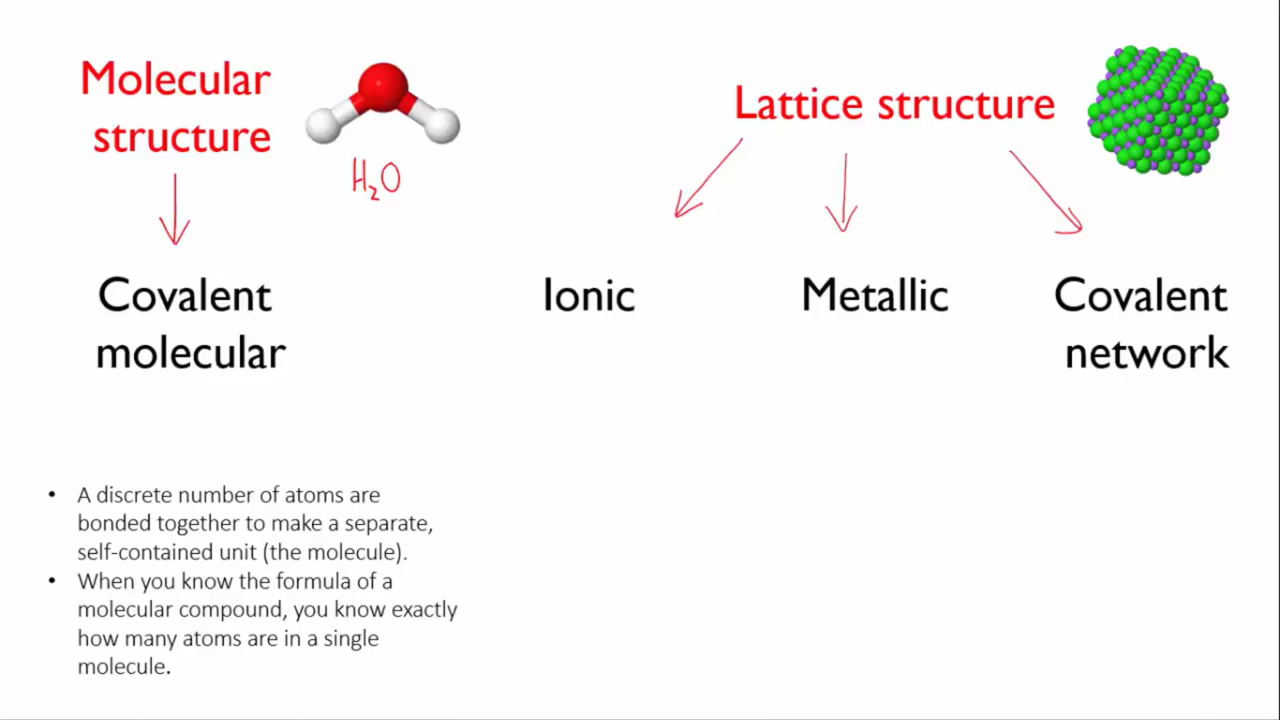 Molecular
structure
H₂O
Covalent
molecular
Lattice structure
Ionic
Metallic
Covalent
network
• A discrete number of atoms are
bonded together to make a separate,
self-contained unit (the molecule).
• When you know the formula of a
molecular compound, you know exactly
how many atoms are in a single
molecule.